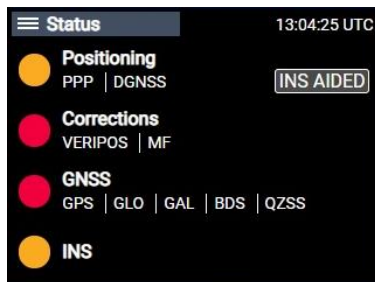 Status 13:04:25 UTC
Positioning
PPP | DGNSS INS AIDED
Corrections
VERIPOS | MF
GNSS
GPS | GLO | GAL | BDS | QZSS
INS